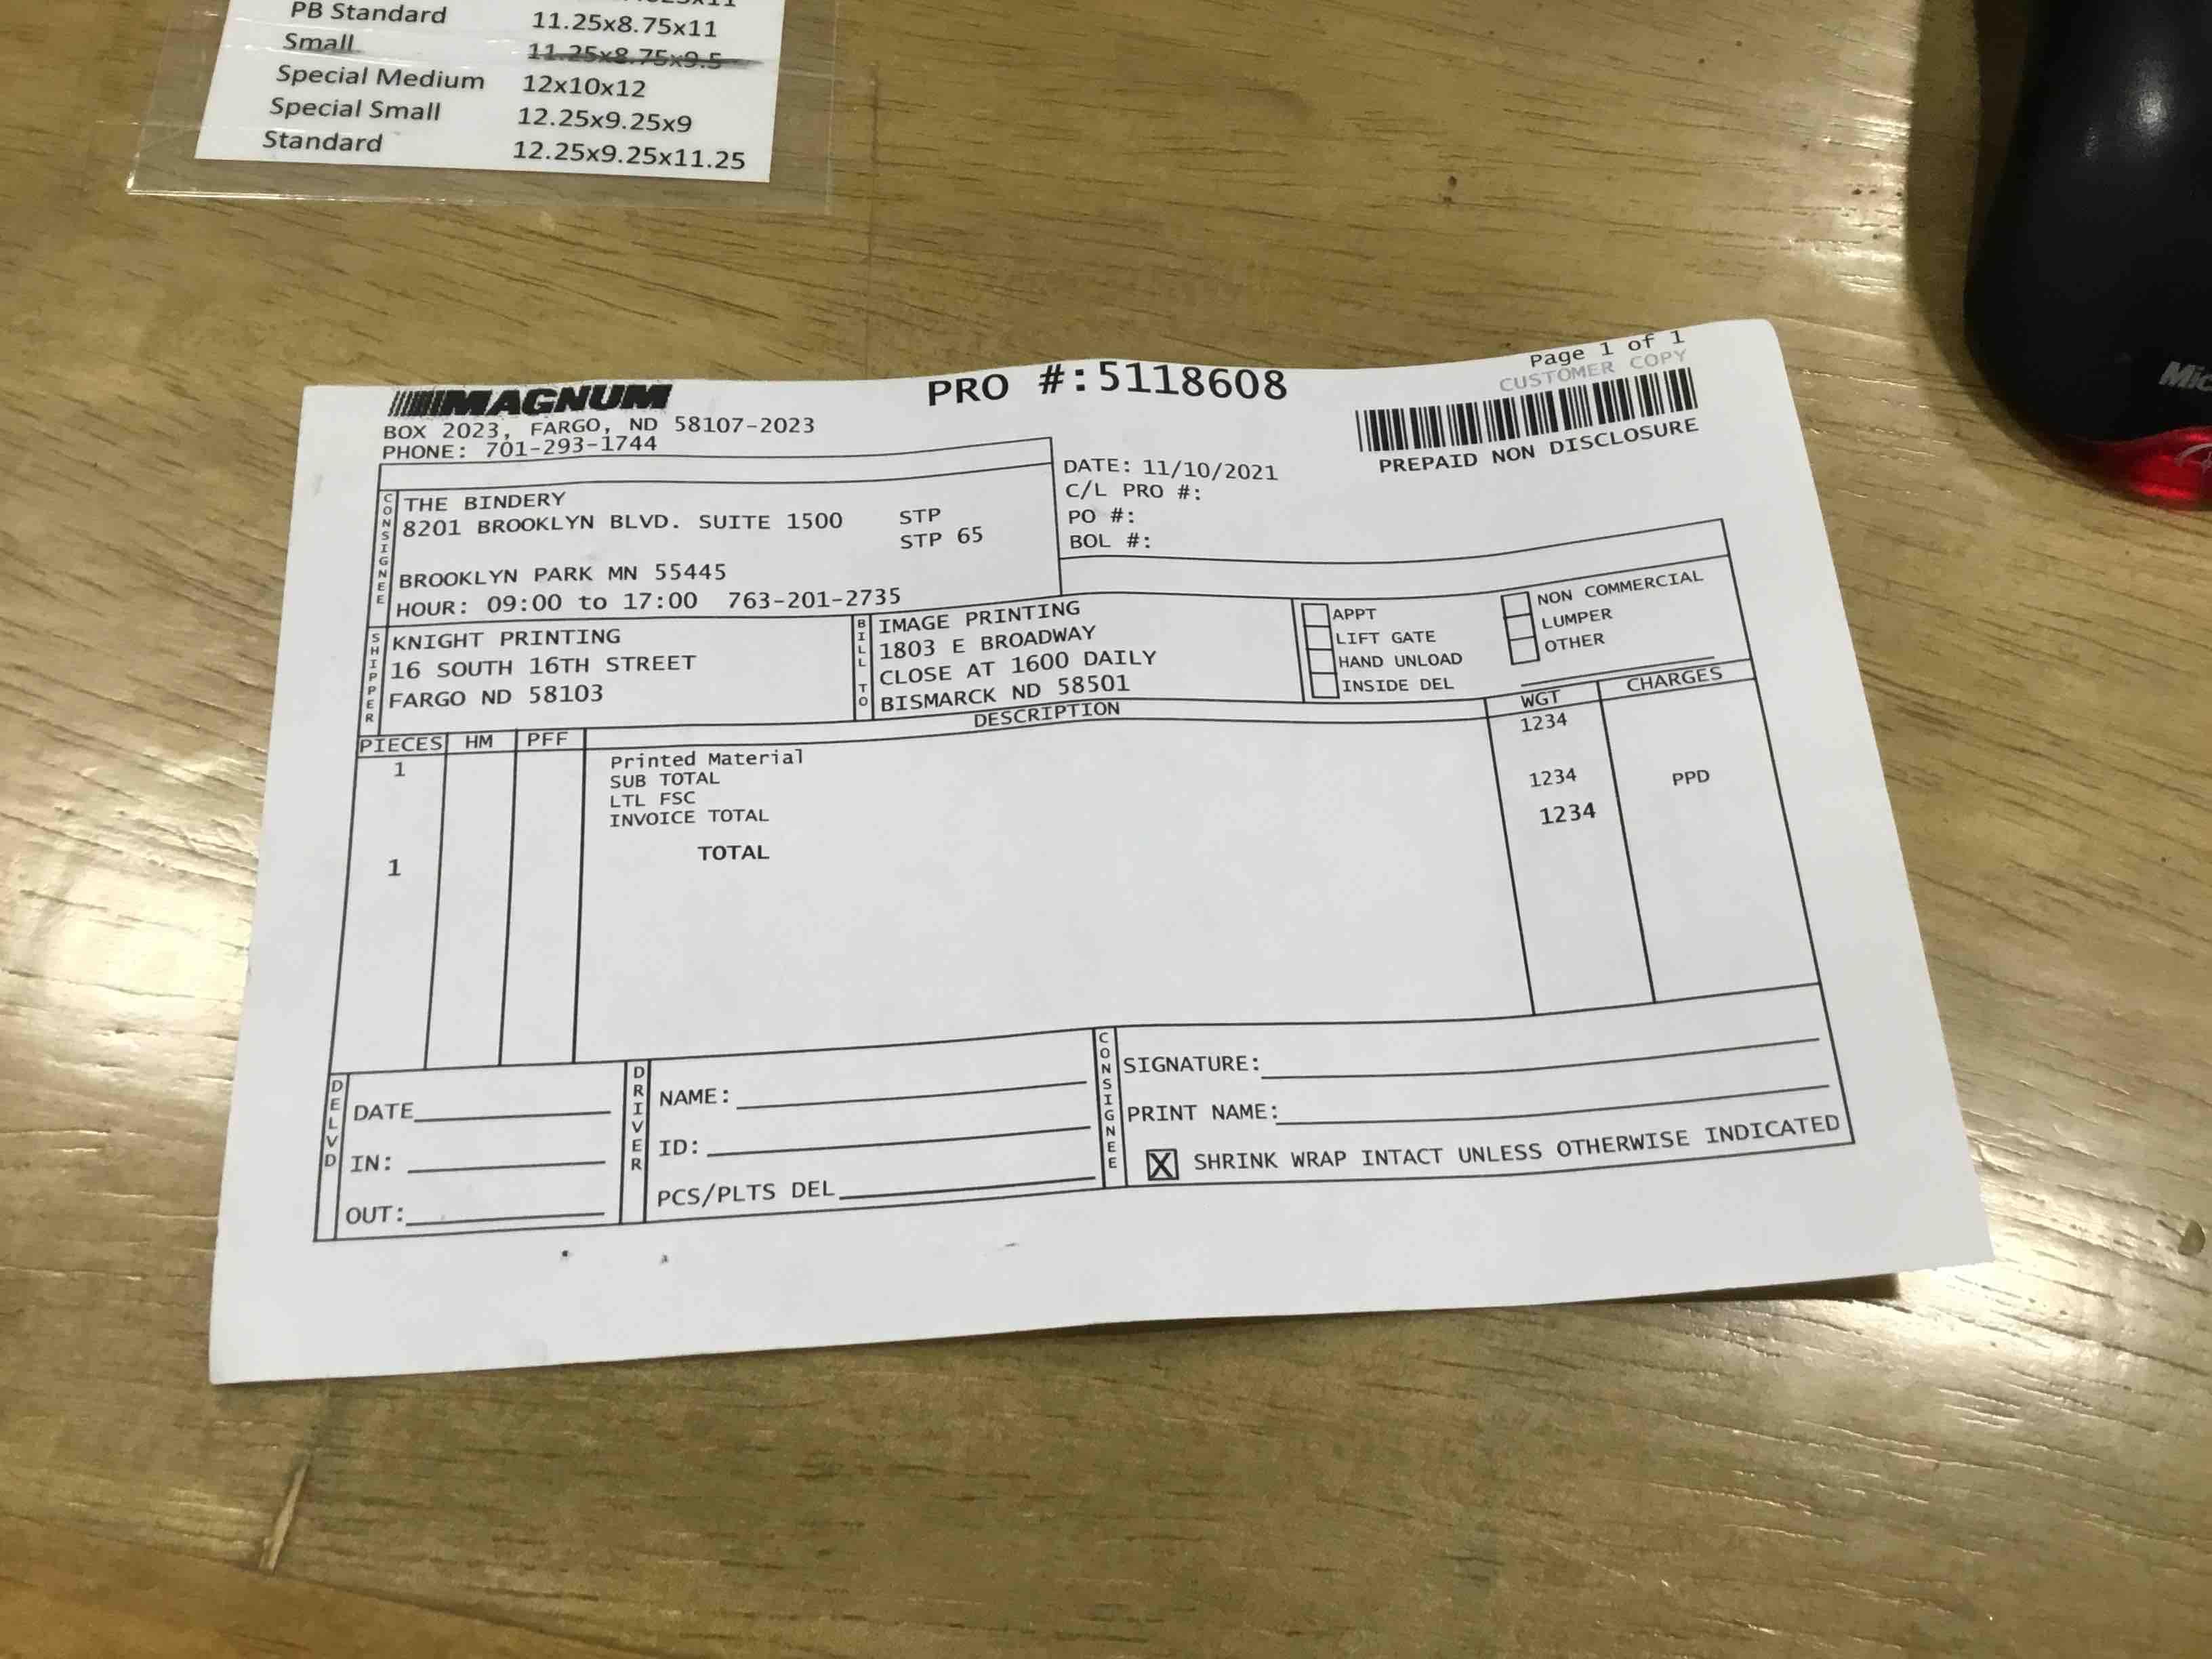 PB Standard 11.25x8.75x11
Small 11.25x8.75x9.5
Special Medium 12x10x12
Special Small 12.25x9.25x9
Standard 12.25x9.25x11.25
MAGNUM
BOX 2023, FARGO, ND 58107-2023
PHONE: 701-293-1744
PRO #:5118608
Page 1 of 1
CUSTOMER COPY
PREPAID NON DISCLOSURE
DATE: 11/10/2021
C/L PRO #:
PO #:
BOL #:
CONSIGNEE
THE BINDERY
8201 BROOKLYN BLVD. SUITE 1500 STP
STP 65
BROOKLYN PARK MN 55445
HOUR: 09:00 to 17:00 763-201-2735
SHIPPER
KNIGHT PRINTING
16 SOUTH 16TH STREET
FARGO ND 58103
BILL TO
IMAGE PRINTING
1803 E BROADWAY
CLOSE AT 1600 DAILY
BISMARCK ND 58501
APPT
LIFT GATE
HAND UNLOAD
INSIDE DEL
NON COMMERCIAL
LUMPER
OTHER
PIECES HM PFF DESCRIPTION WGT CHARGES
1 Printed Material 1234
SUB TOTAL 1234 PPD
LTL FSC
INVOICE TOTAL 1234
1 TOTAL
DELVD
DATE
IN:
OUT:
DRIVER
NAME:
ID:
PCS/PLTS DEL
CONSIGNEE
SIGNATURE:
PRINT NAME:
X SHRINK WRAP INTACT UNLESS OTHERWISE INDICATED